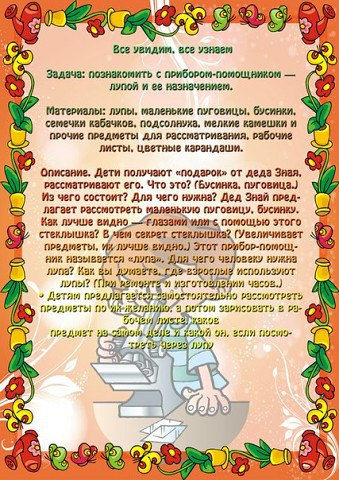 Все увидим, все узнаем
Задача: познакомить с прибором-помощником —
лупой и ее назначением.
Материалы: лупы, маленькие пуговицы, бусинки,
семечки кабачков, подсолнуха, мелкие камешки и
прочие предметы для рассматривания, рабочие
листы, цветные карандаши.
Описание. Дети получают «подарок» от деда Зная,
рассматривают его. Что это? (Бусинка, пуговица.)
Из чего состоит? Для чего нужна? Дед Знай пред-
лагает рассмотреть маленькую пуговицу, бусинку.
Как лучше видно — глазами или с помощью этого
стеклышка? В чем секрет стеклышка? (Увеличивает
предметы, их лучше видно.) Этот прибор-помощ-
ник называется «лупа». Для чего человеку нужна
лупа? Как вы думаете, где взрослые используют
лупы? (При ремонте и изготовлении часов.)
• Детям предлагается самостоятельно рассмотреть
предметы по их желанию, а потом зарисовать в ра-
бочем листе, каков
предмет на самом деле и какой он, если посмо-
треть через лупу